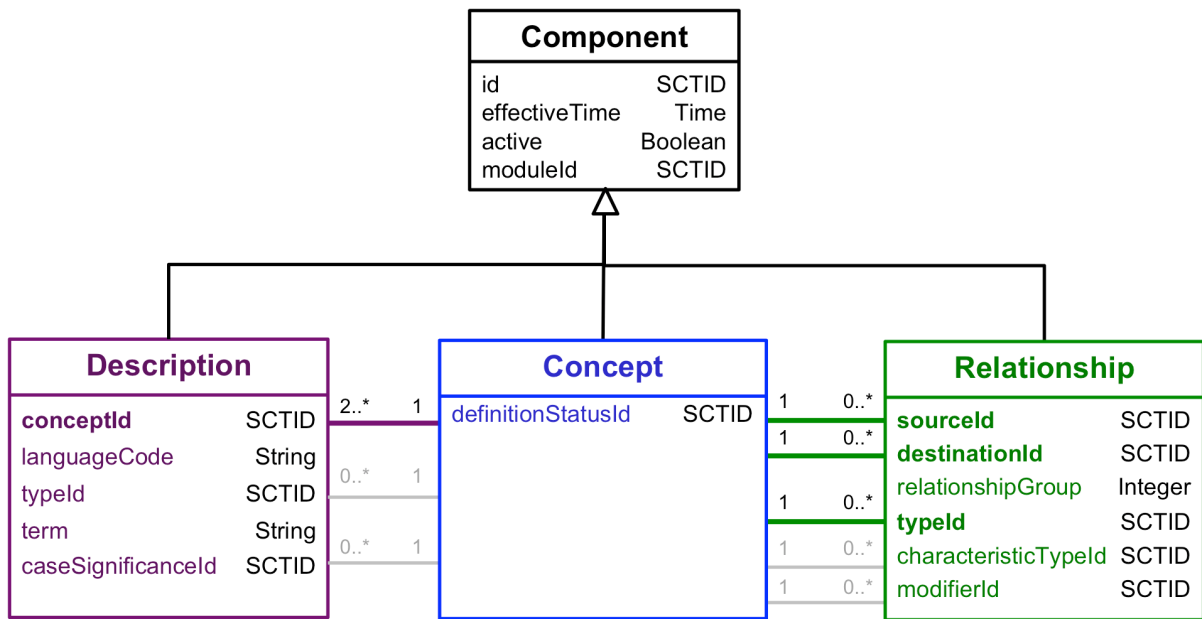 Component
id SCTID
effectiveTime Time
active Boolean
moduleId SCTID
Description
conceptId SCTID
languageCode String
typeId SCTID
term String
caseSignificanceId SCTID
2..* 1
0..* 1
0..* 1
Concept
definitionStatusId SCTID
1 0..*
1 0..*
1 0..*
1 0..*
1 0..*
Relationship
sourceId SCTID
destinationId SCTID
relationshipGroup Integer
typeId SCTID
characteristicTypeId SCTID
modifierId SCTID